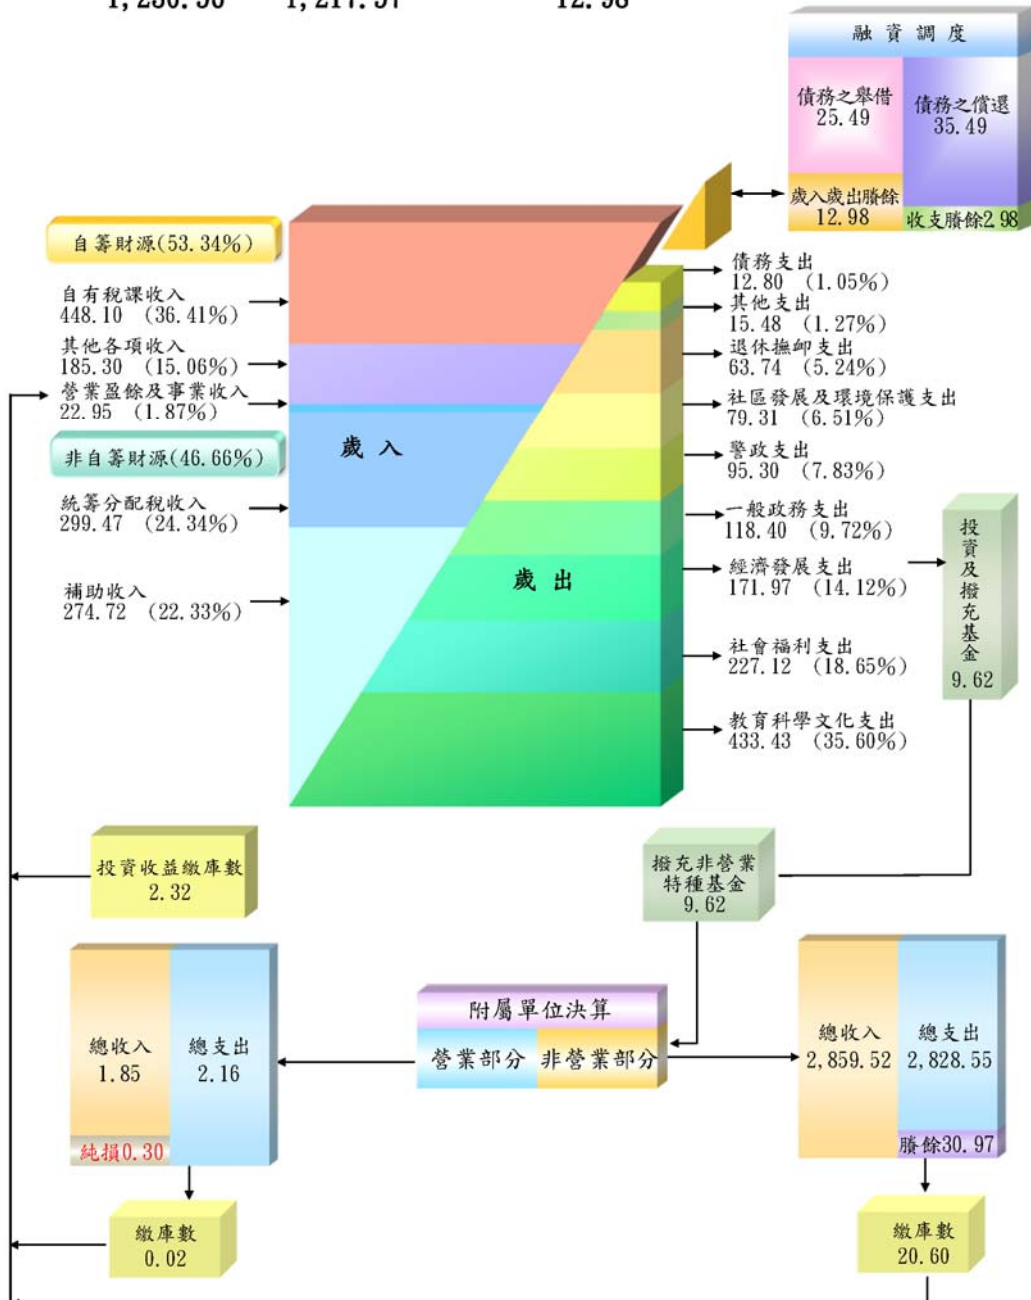 1,230.56 1,217.57 12.98
融資調度
債務之舉借
25.49
債務之償還
35.49
歲入歲出賸餘
12.98
收支賸餘2.98
自籌財源(53.34%)
自有稅課收入
448.10 (36.41%)
其他各項收入
185.30 (15.06%)
營業盈餘及事業收入
22.95 (1.87%)
非自籌財源(46.66%)
統籌分配稅收入
299.47 (24.34%)
補助收入
274.72 (22.33%)
歲入
歲出
債務支出
12.80 (1.05%)
其他支出
15.48 (1.27%)
退休撫卹支出
63.74 (5.24%)
社區發展及環境保護支出
79.31 (6.51%)
警政支出
95.30 (7.83%)
一般政務支出
118.40 (9.72%)
經濟發展支出
171.97 (14.12%)
社會福利支出
227.12 (18.65%)
教育科學文化支出
433.43 (35.60%)
投資及撥充基金
9.62
投資收益繳庫數
2.32
撥充非營業
特種基金
9.62
附屬單位決算
營業部分
非營業部分
總收入
1.85
總支出
2.16
純損0.30
繳庫數
0.02
總收入
2,859.52
總支出
2,828.55
賸餘30.97
繳庫數
20.60